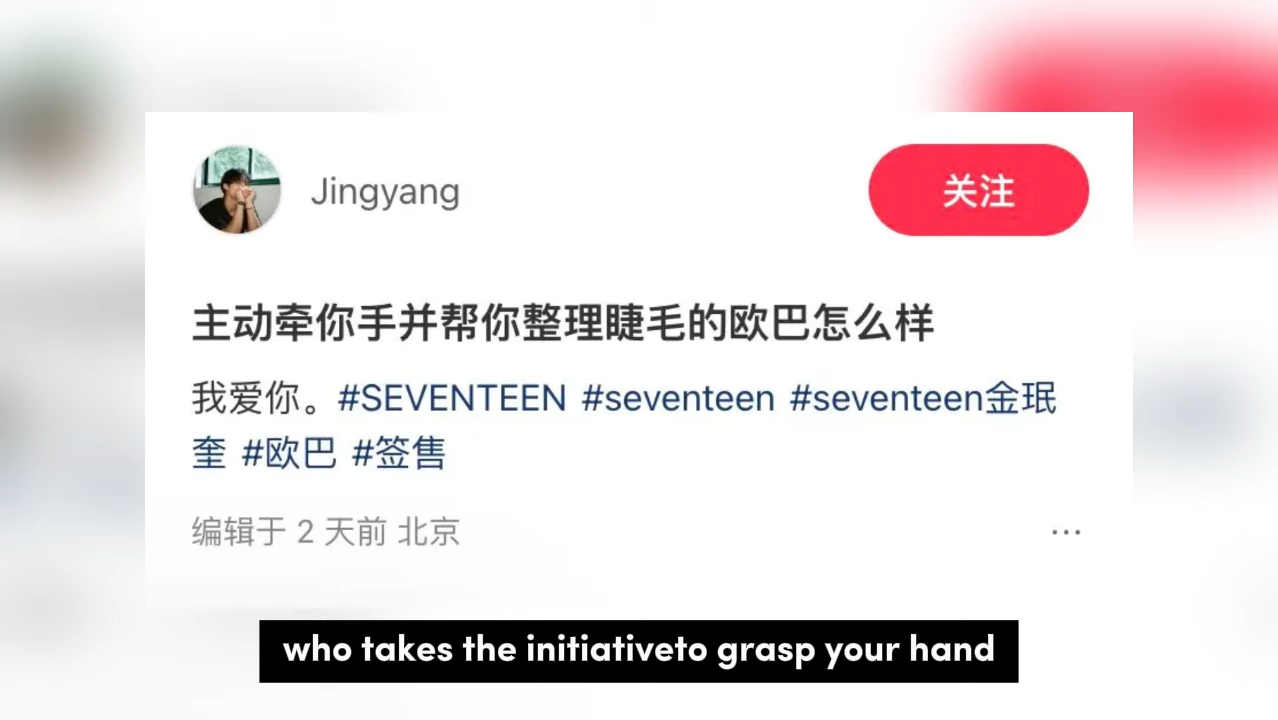 Jingyang
关注
主动牵你手并帮你整理睫毛的欧巴怎么样
我爱你。#SEVENTEEN #seventeen #seventeen金珉
奎 #欧巴 #签售
编辑于 2 天前 北京
...
who takes the initiativeto grasp your hand